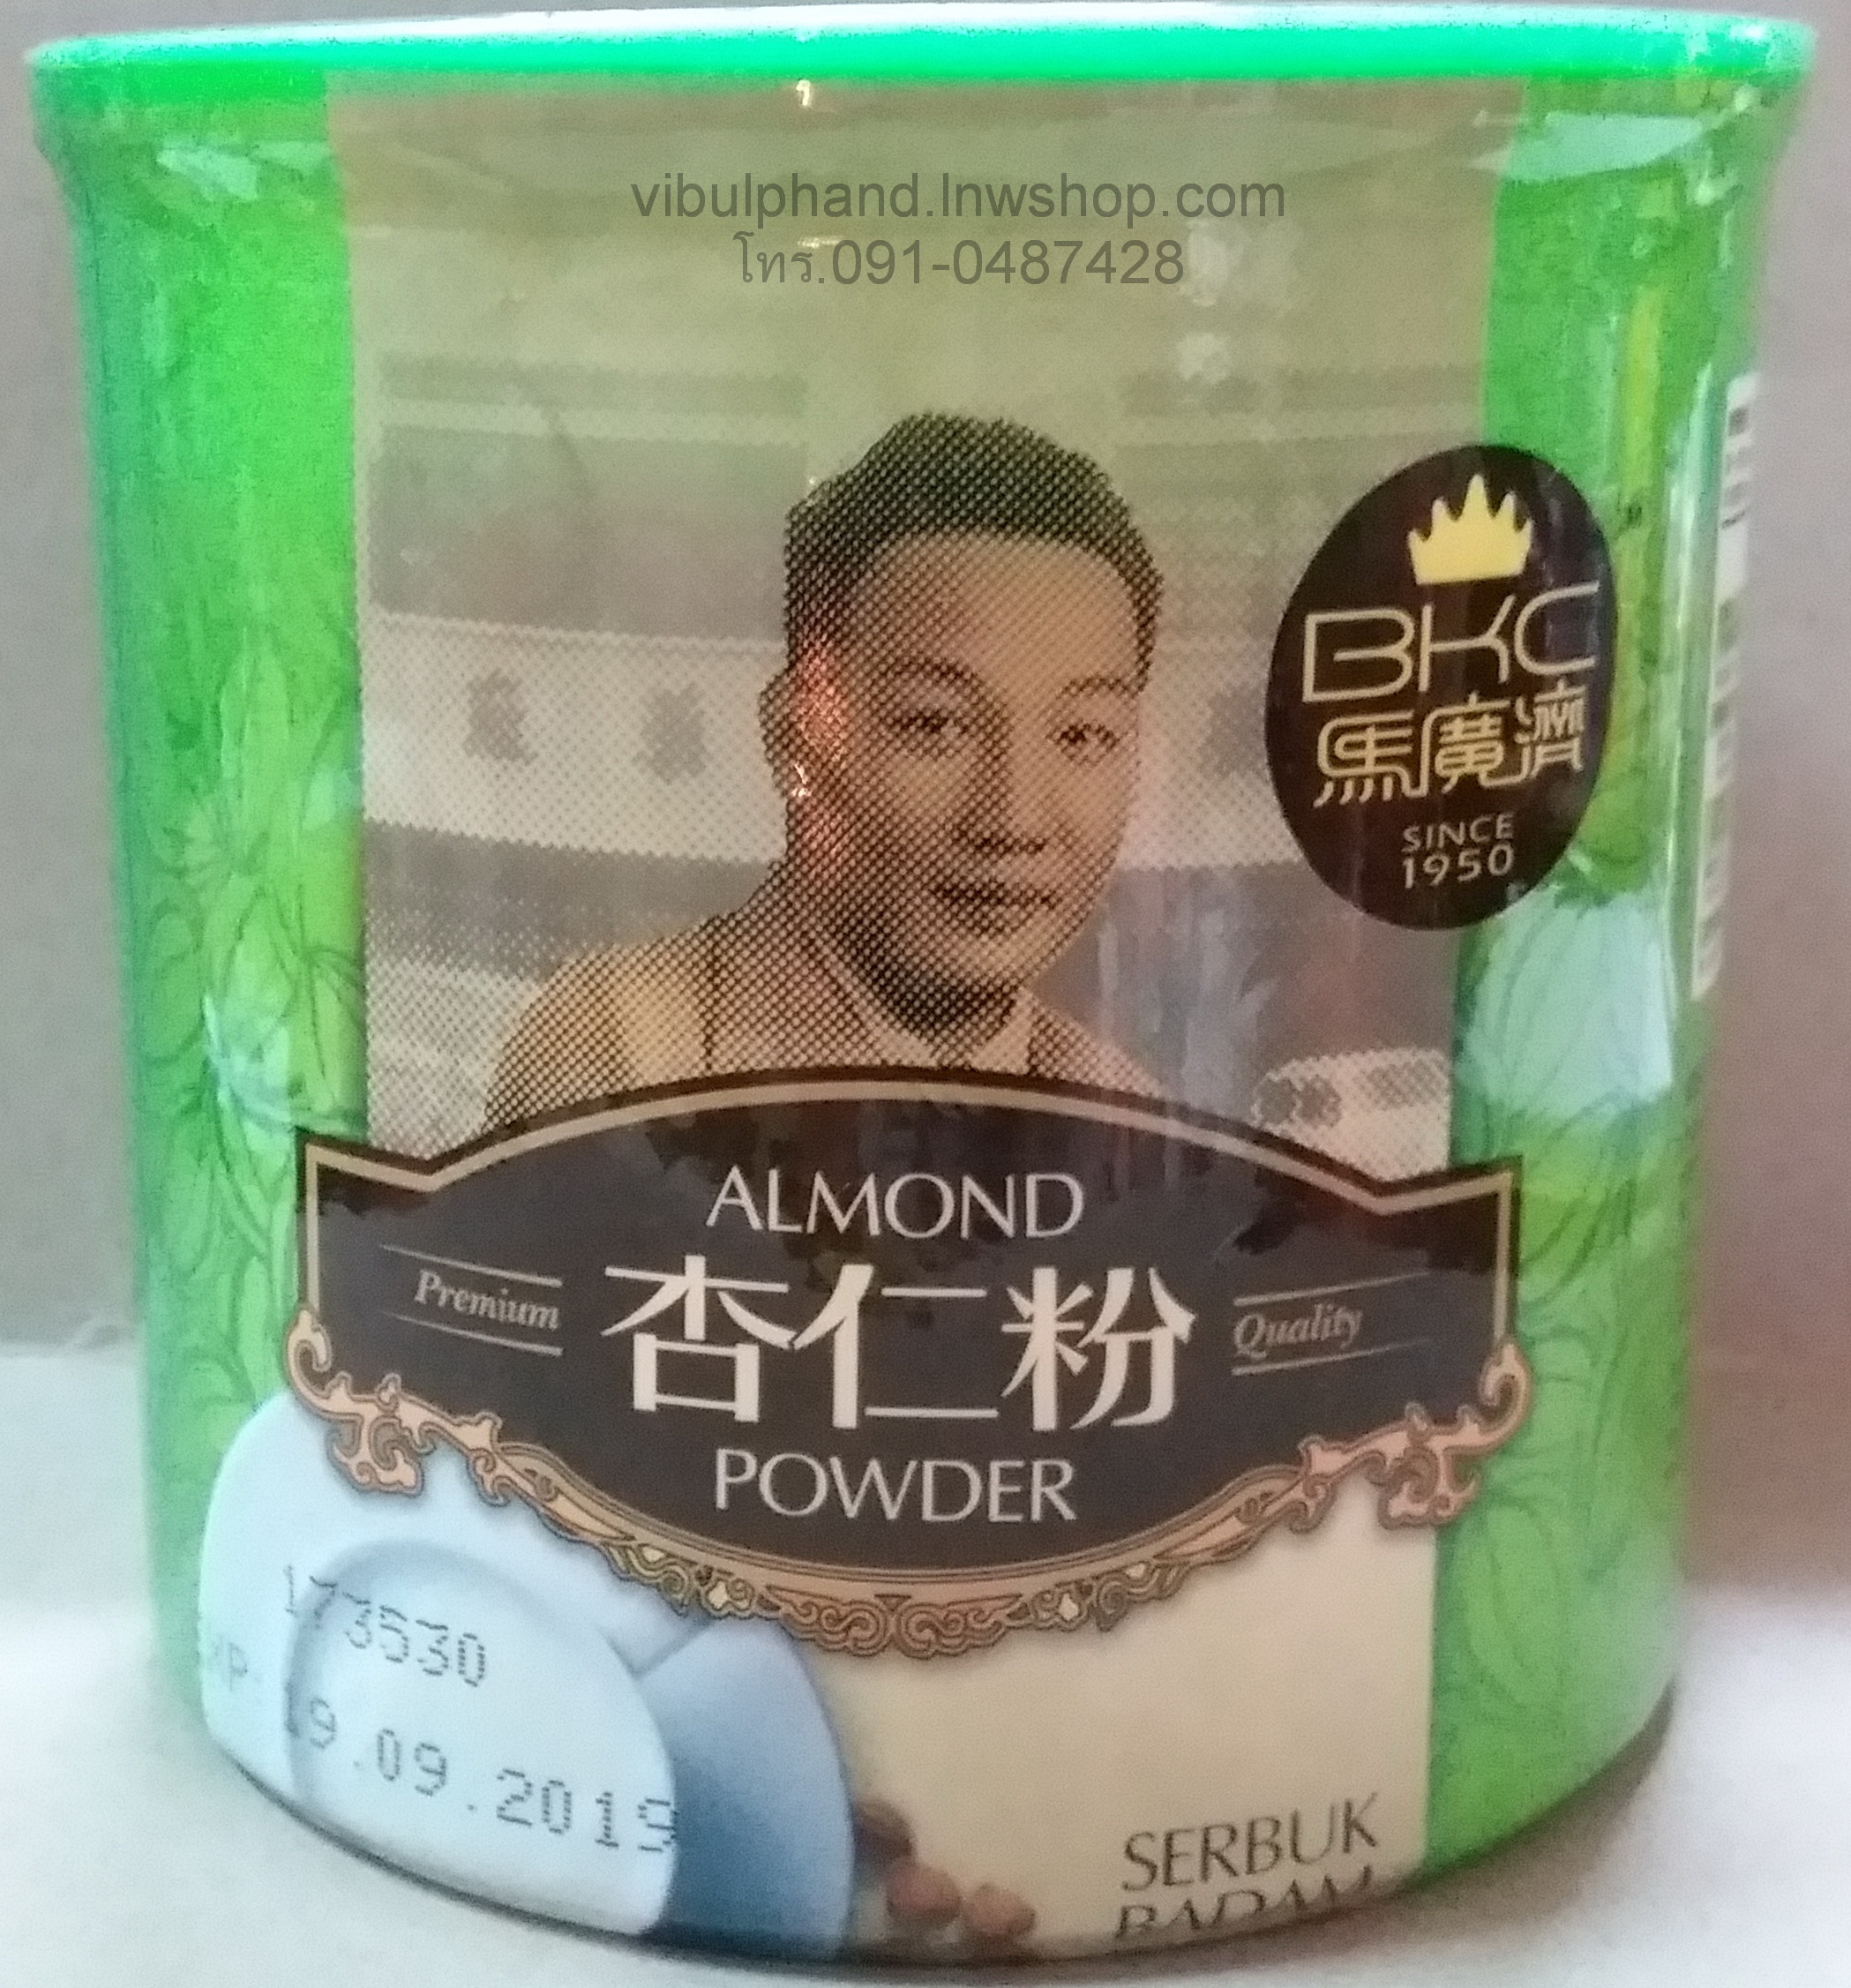 vibulphand.lnwshop.com
โทร.091-0487428
BKC
馬廣濟
SINCE
1950
ALMOND
Premium 杏仁粉 Quality
POWDER
173530
19.09.2019
SERBUK
BADAM